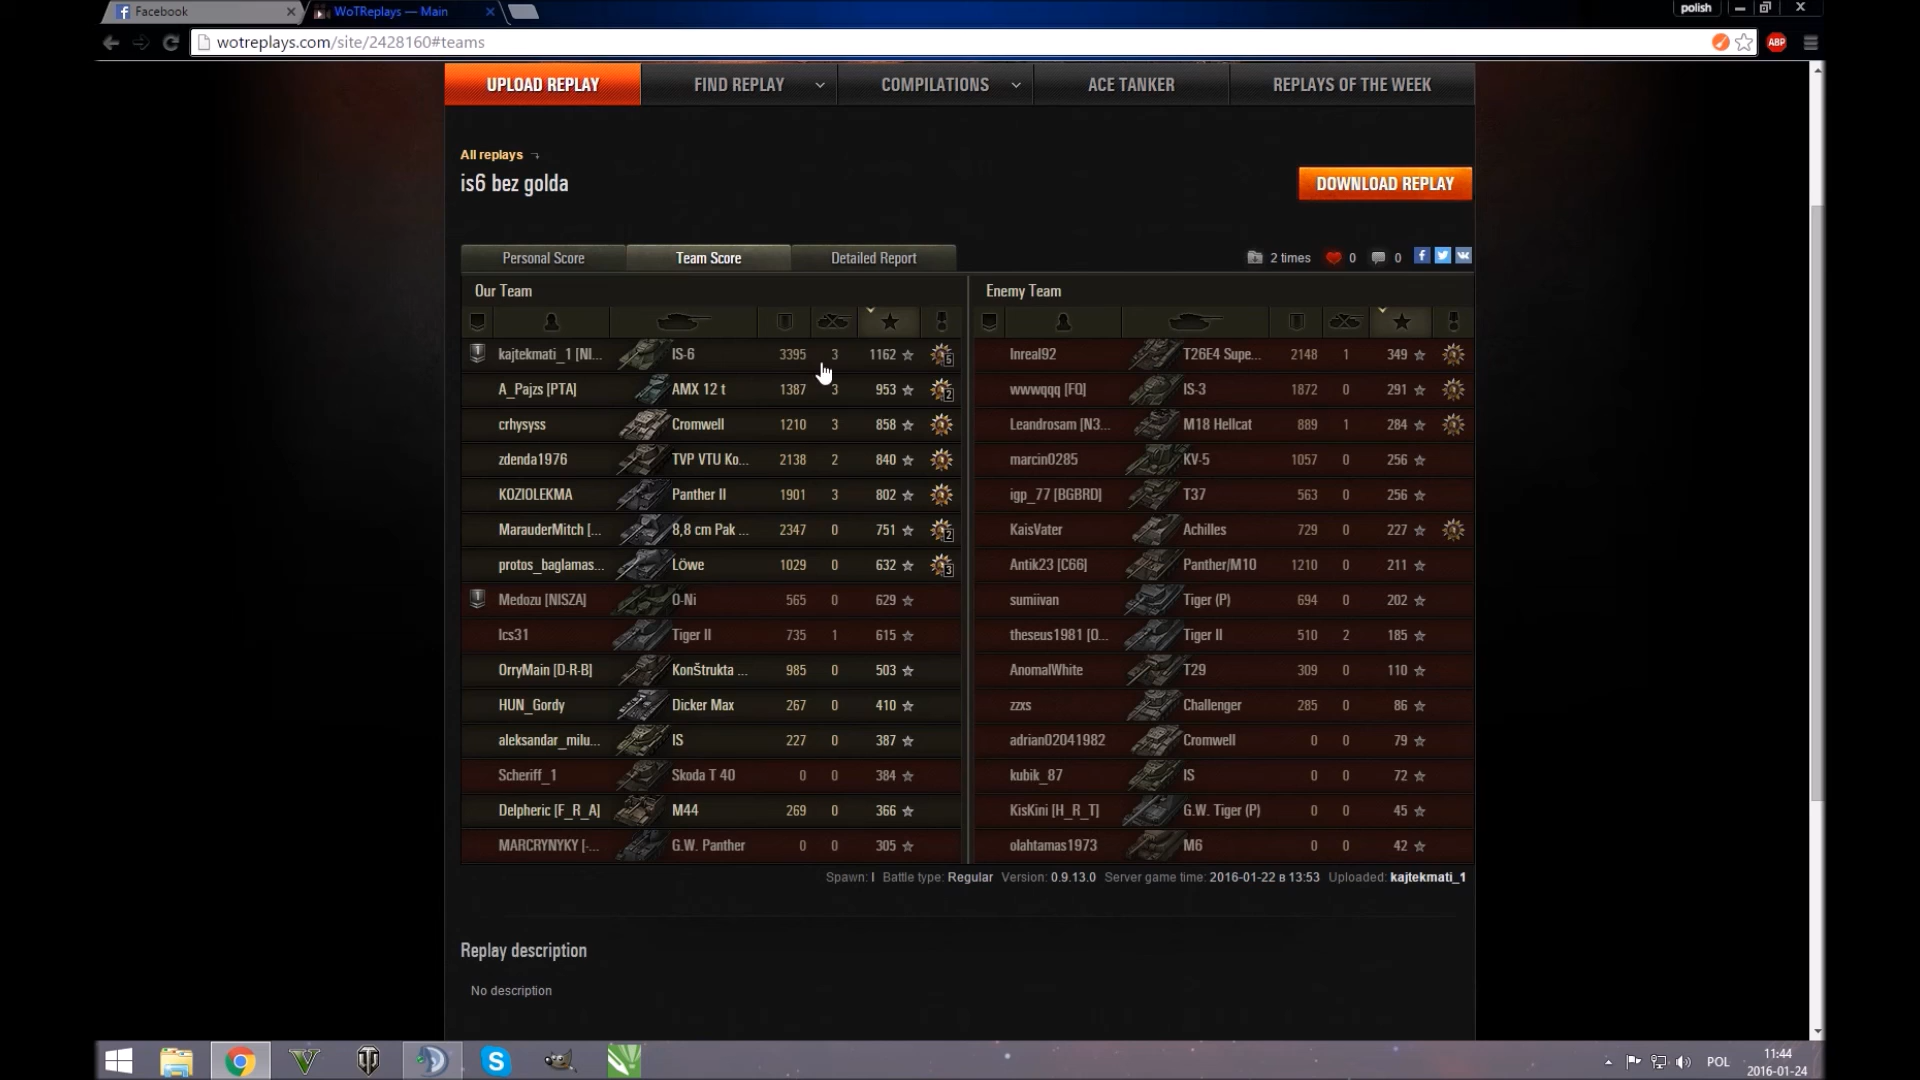 Facebook
WoTReplays — Main
polish
wotreplays.com/site/2428160#teams
ABP
UPLOAD REPLAY
FIND REPLAY
COMPILATIONS
ACE TANKER
REPLAYS OF THE WEEK
All replays
is6 bez golda
DOWNLOAD REPLAY
Personal Score
Team Score
Detailed Report
2 times
0
0
Our Team
Enemy Team
kajtekmati_1 [NI... IS-6 3395 3 1162 5
A_Pajzs [PTA] AMX 12 t 1387 3 953 2
crhysyss Cromwell 1210 3 858
zdenda1976 TVP VTU Ko... 2138 2 840
KOZIOLEKMA Panther II 1901 3 802
MarauderMitch [... 8,8 cm Pak ... 2347 0 751 2
protos_baglamas... Löwe 1029 0 632 3
Medozu [NISZA] O-Ni 565 0 629
lcs31 Tiger II 735 1 615
OrryMain [D-R-B] KonŠtrukta ... 985 0 503
HUN_Gordy Dicker Max 267 0 410
aleksandar_milu... IS 227 0 387
Scheriff_1 Skoda T 40 0 0 384
Delpheric [F_R_A] M44 269 0 366
MARCRYNYKY [-... G.W. Panther 0 0 305
Inreal92 T26E4 Supe... 2148 1 349
wwwqqq [FQ] IS-3 1872 0 291
Leandrosam [N3... M18 Hellcat 889 1 284
marcin0285 KV-5 1057 0 256
igp_77 [BGBRD] T37 563 0 256
KaisVater Achilles 729 0 227
Antik23 [C66] Panther/M10 1210 0 211
sumiivan Tiger (P) 694 0 202
theseus1981 [O... Tiger II 510 2 185
AnomalWhite T29 309 0 110
zzxs Challenger 285 0 86
adrian02041982 Cromwell 0 0 79
kubik_87 IS 0 0 72
KisKini [H_R_T] G.W. Tiger (P) 0 0 45
olahtamas1973 M6 0 0 42
Spawn: I Battle type: Regular Version: 0.9.13.0 Server game time: 2016-01-22 в 13:53 Uploaded: kajtekmati_1
Replay description
No description
POL
11:44
2016-01-24